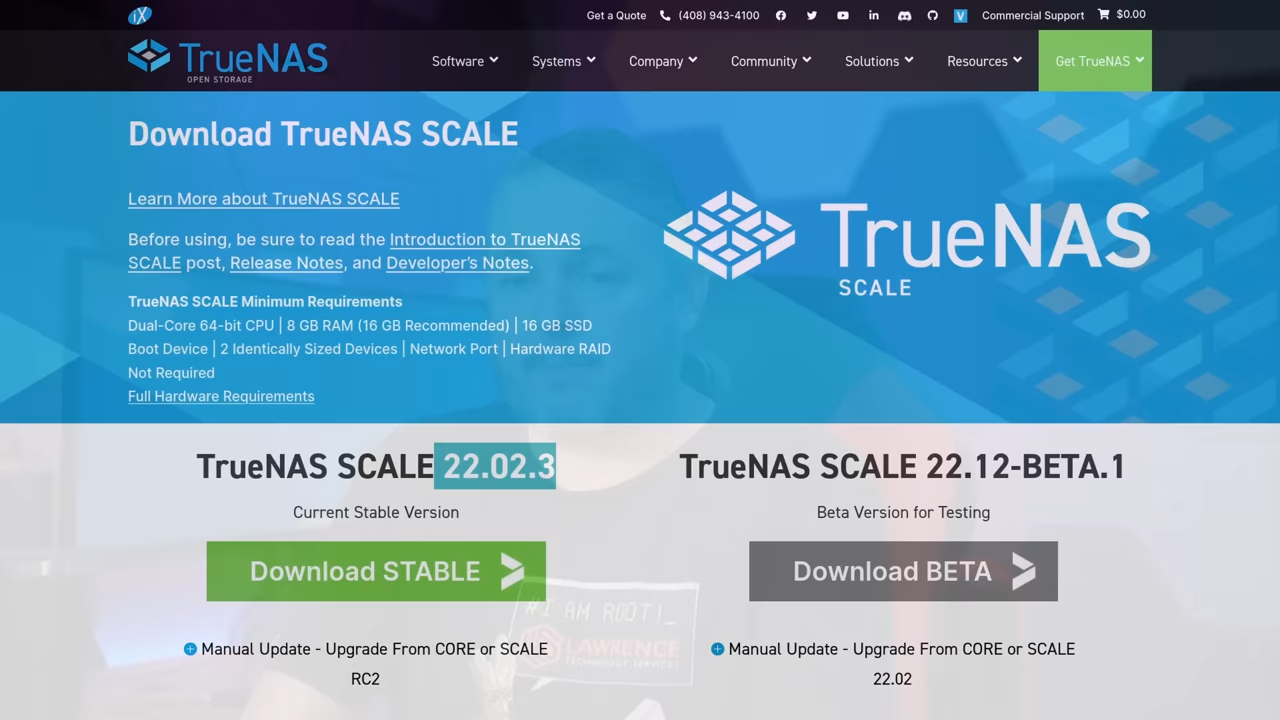 iX
Get a Quote (408) 943-4100 V Commercial Support $0.00
TrueNAS
OPEN STORAGE
Software Systems Company Community Solutions Resources Get TrueNAS
Download TrueNAS SCALE
Learn More about TrueNAS SCALE
Before using, be sure to read the Introduction to TrueNAS
SCALE post, Release Notes, and Developer's Notes.
TrueNAS SCALE Minimum Requirements
Dual-Core 64-bit CPU | 8 GB RAM (16 GB Recommended) | 16 GB SSD
Boot Device | 2 Identically Sized Devices | Network Port | Hardware RAID
Not Required
Full Hardware Requirements
TrueNAS
SCALE
TrueNAS SCALE 22.02.3
Current Stable Version
Download STABLE
Manual Update - Upgrade From CORE or SCALE
RC2
TrueNAS SCALE 22.12-BETA.1
Beta Version for Testing
Download BETA
Manual Update - Upgrade From CORE or SCALE
22.02
#I AM ROOT!_
LAWRENCE
TECHNOLOGY SERVICES